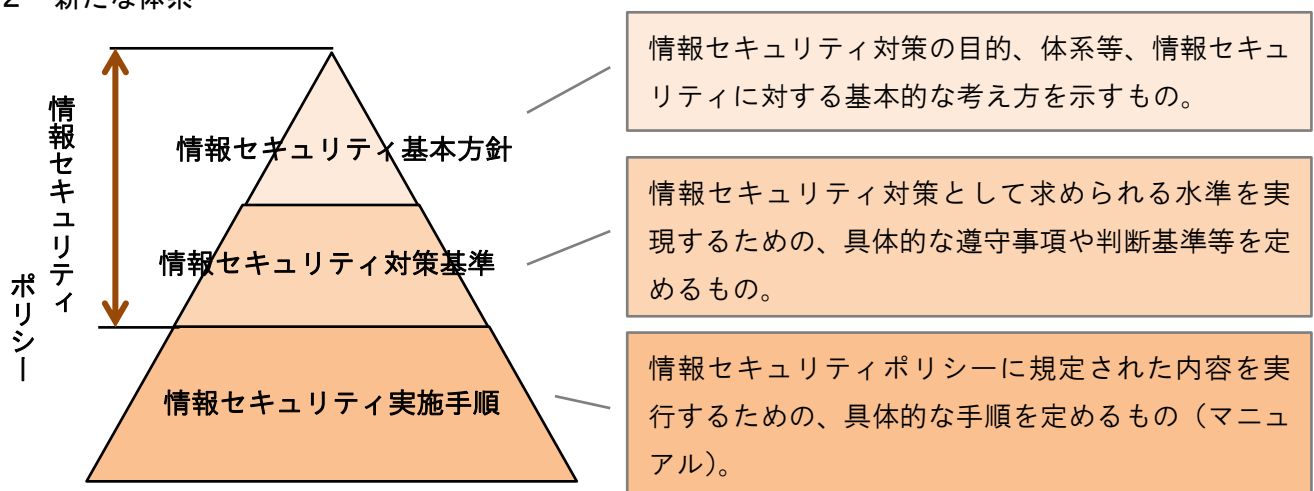 2 新たな体系
情報セキュリティ
ポリシー
情報セキュリティ基本方針
情報セキュリティ対策基準
情報セキュリティ実施手順
情報セキュリティ対策の目的、体系等、情報セキュ
リティに対する基本的な考え方を示すもの。
情報セキュリティ対策として求められる水準を実
現するための、具体的な遵守事項や判断基準等を定
めるもの。
情報セキュリティポリシーに規定された内容を実
行するための、具体的な手順を定めるもの（マニュ
アル）。